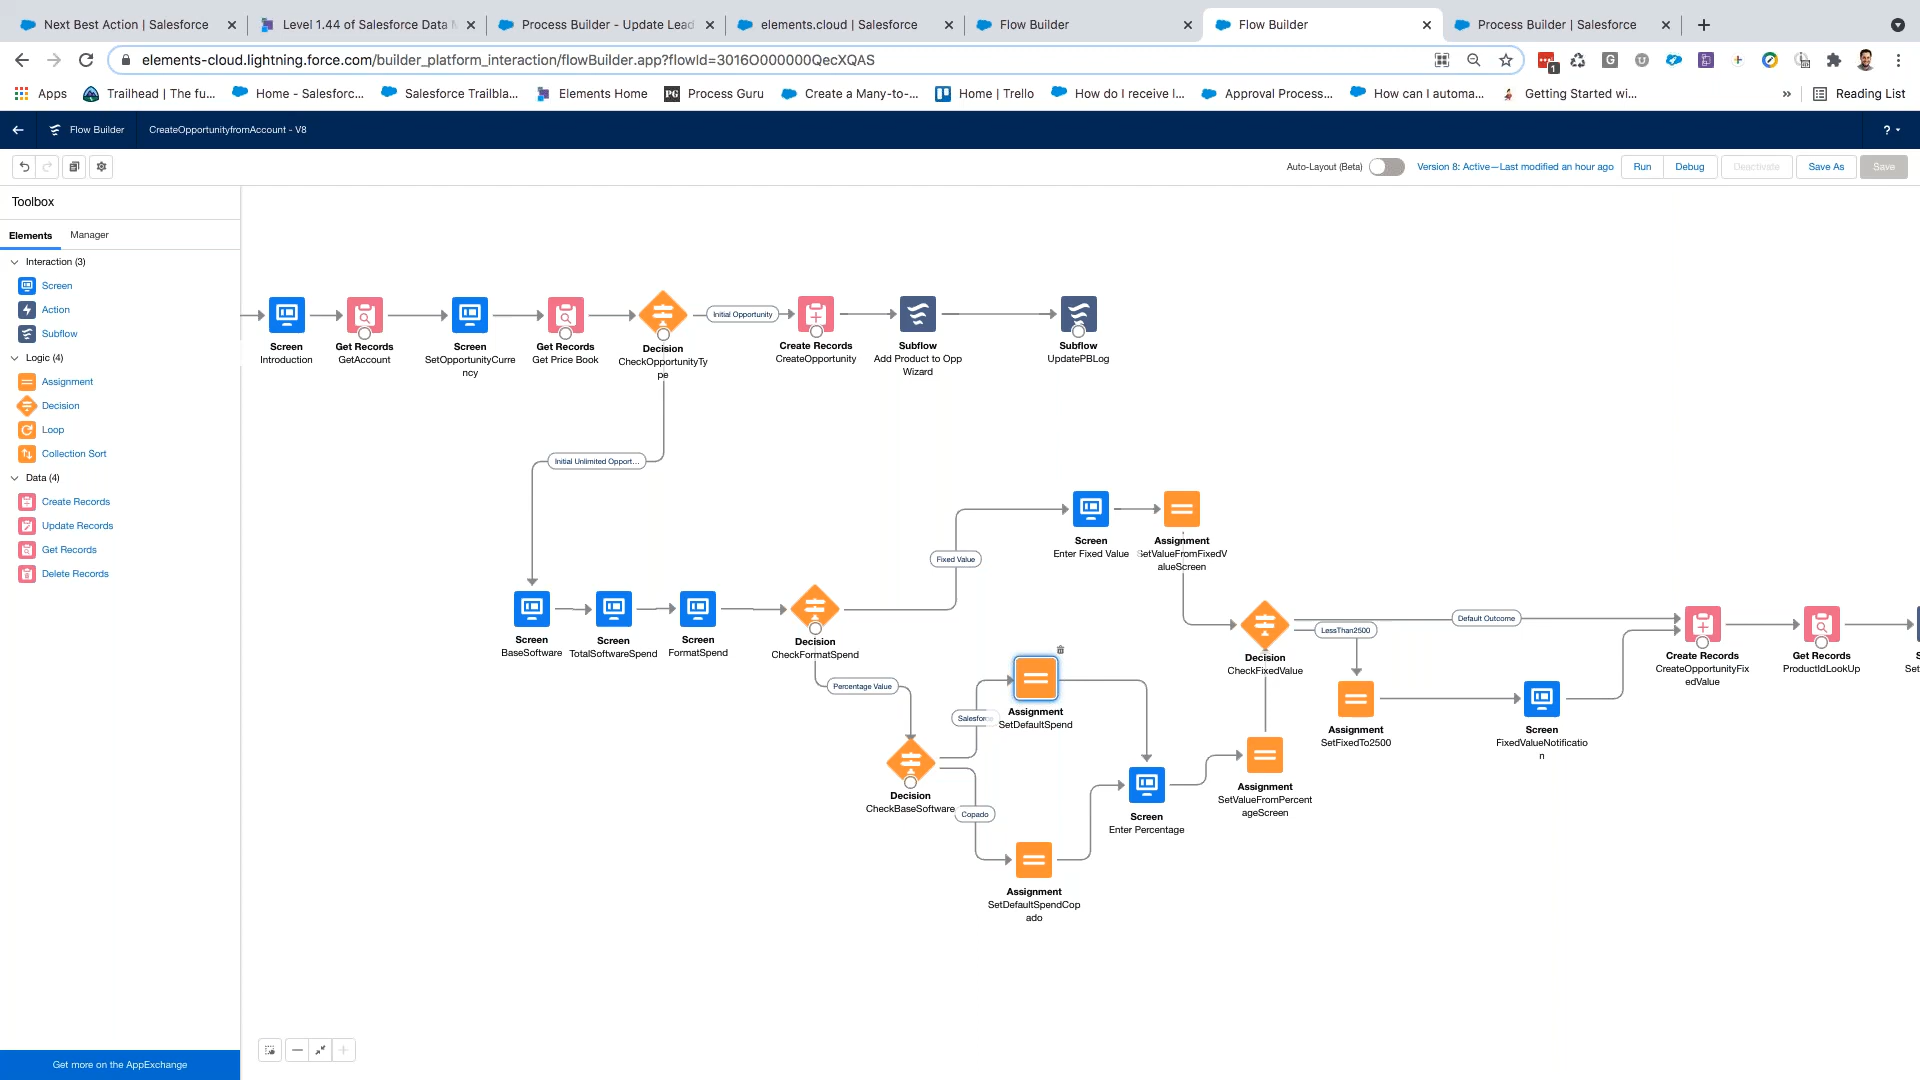 Next Best Action | Salesforce
Level 1.44 of Salesforce Data M
Process Builder - Update Lead
elements.cloud | Salesforce
Flow Builder
Flow Builder
Process Builder | Salesforce
elements-cloud.lightning.force.com/builder_platform_interaction/flowBuilder.app?flowId=3016O000000QecXQAS
Apps
Trailhead | The fu...
Home - Salesforc...
Salesforce Trailbla...
Elements Home
PG
Process Guru
Create a Many-to-...
Home | Trello
How do I receive l...
Approval Process...
How can I automa...
Getting Started wi...
»
Reading List
Flow Builder
CreateOpportunityfromAccount - V8
?
Auto-Layout (Beta)
Version 8: Active—Last modified an hour ago
Run
Debug
Deactivate
Save As
Save
Toolbox
Elements
Manager
Interaction (3)
Screen
Action
Subflow
Logic (4)
Assignment
Decision
Loop
Collection Sort
Data (4)
Create Records
Update Records
Get Records
Delete Records
Get more on the AppExchange
Screen
Introduction
Get Records
GetAccount
Screen
SetOpportunityCurre
ncy
Get Records
Get Price Book
Decision
CheckOpportunityTy
pe
Initial Opportunity
Create Records
CreateOpportunity
Subflow
Add Product to Opp
Wizard
Subflow
UpdatePBLog
Initial Unlimited Opport...
Screen
BaseSoftware
Screen
TotalSoftwareSpend
Screen
FormatSpend
Decision
CheckFormatSpend
Fixed Value
Screen
Enter Fixed Value
Assignment
SetValueFromFixedV
alueScreen
Percentage Value
Decision
CheckBaseSoftware
Salesforce
Assignment
SetDefaultSpend
Copado
Assignment
SetDefaultSpendCop
ado
Screen
Enter Percentage
Assignment
SetValueFromPercent
ageScreen
Decision
CheckFixedValue
Default Outcome
LessThan2500
Assignment
SetFixedTo2500
Screen
FixedValueNotificatio
n
Create Records
CreateOpportunityFix
edValue
Get Records
ProductIdLookUp
S
Set